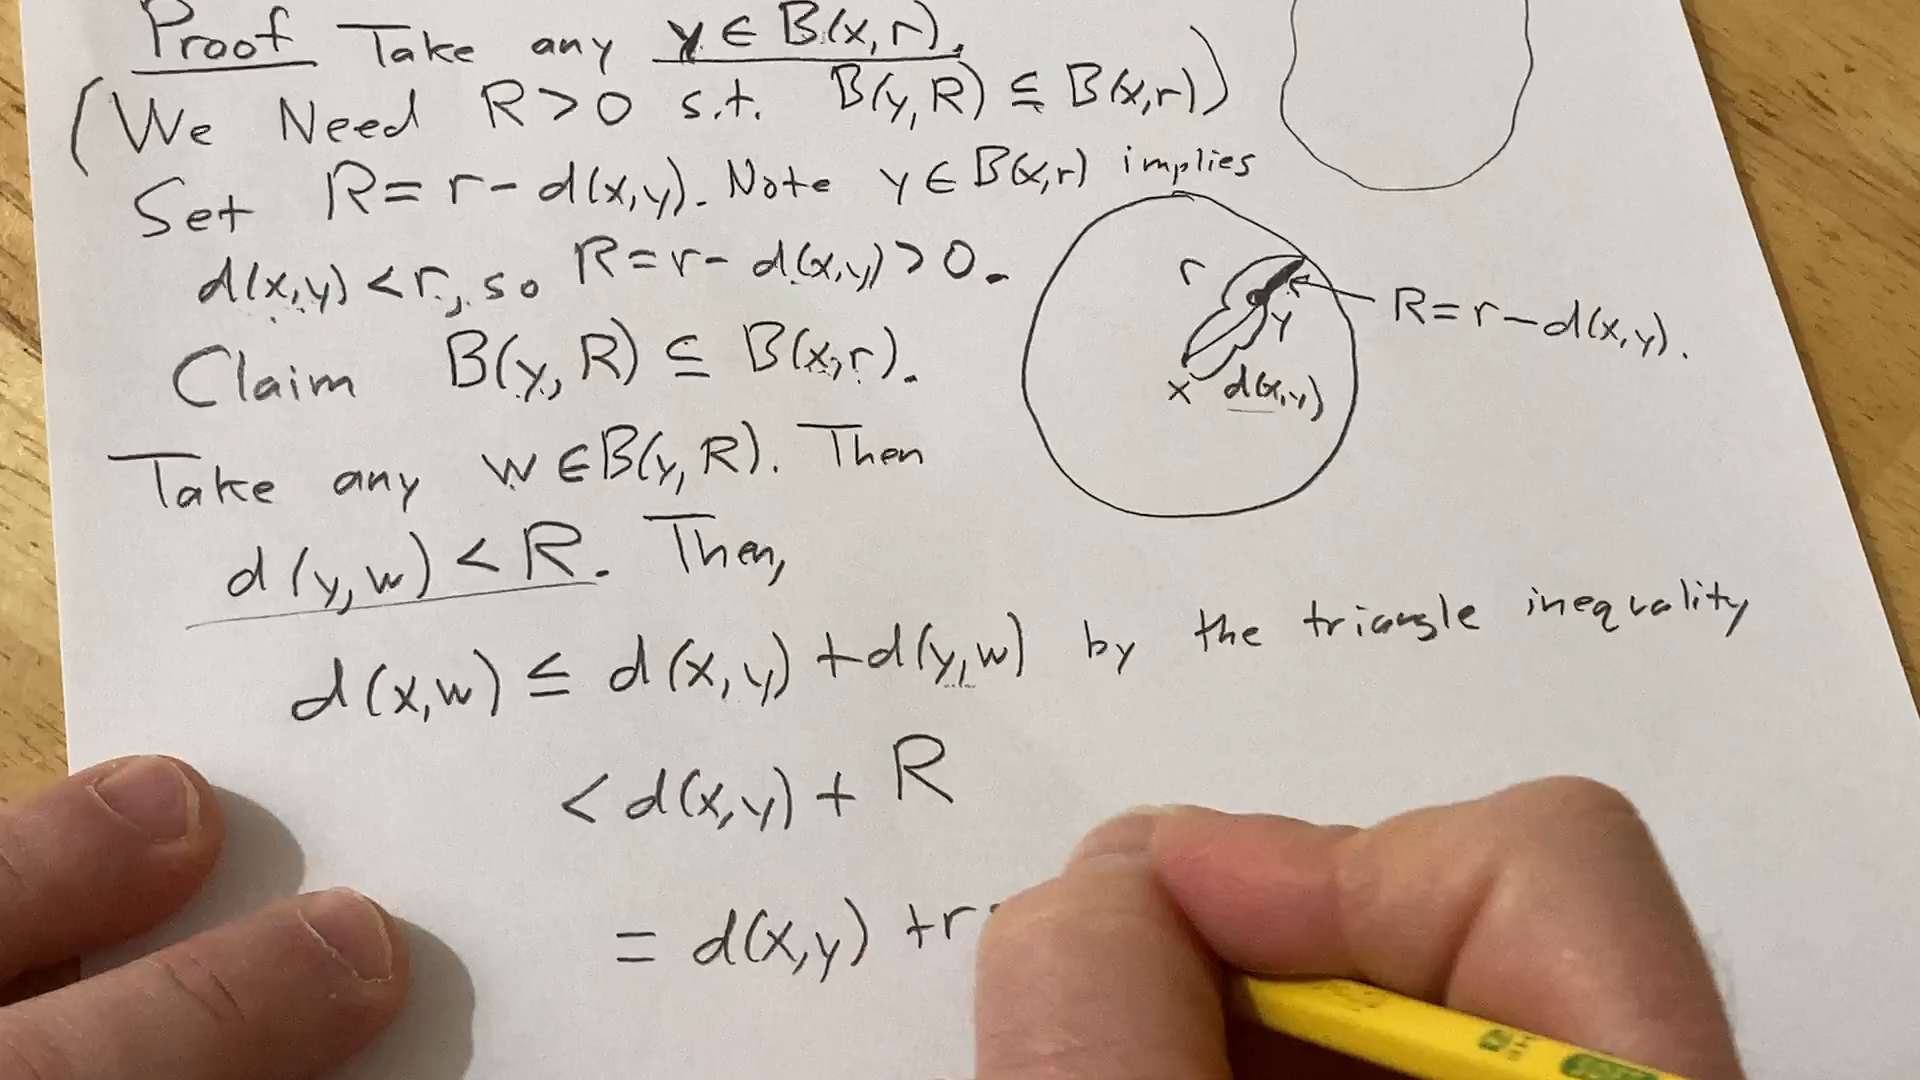 Proof Take any y ∈ B(x,r).
(We Need R>0 s.t. B(y,R) ⊆ B(x,r))
Set R=r-d(x,y). Note y ∈ B(x,r) implies
d(x,y)<r, so R=r-d(x,y)>0.
Claim B(y,R) ⊆ B(x,r).
Take any w ∈ B(y,R). Then
d(y,w)<R. Then,
d(x,w) ≤ d(x,y)+d(y,w) by the triangle inequality
<d(x,y)+R
=d(x,y)+r
r
y
x
d(x,y)
R=r-d(x,y).